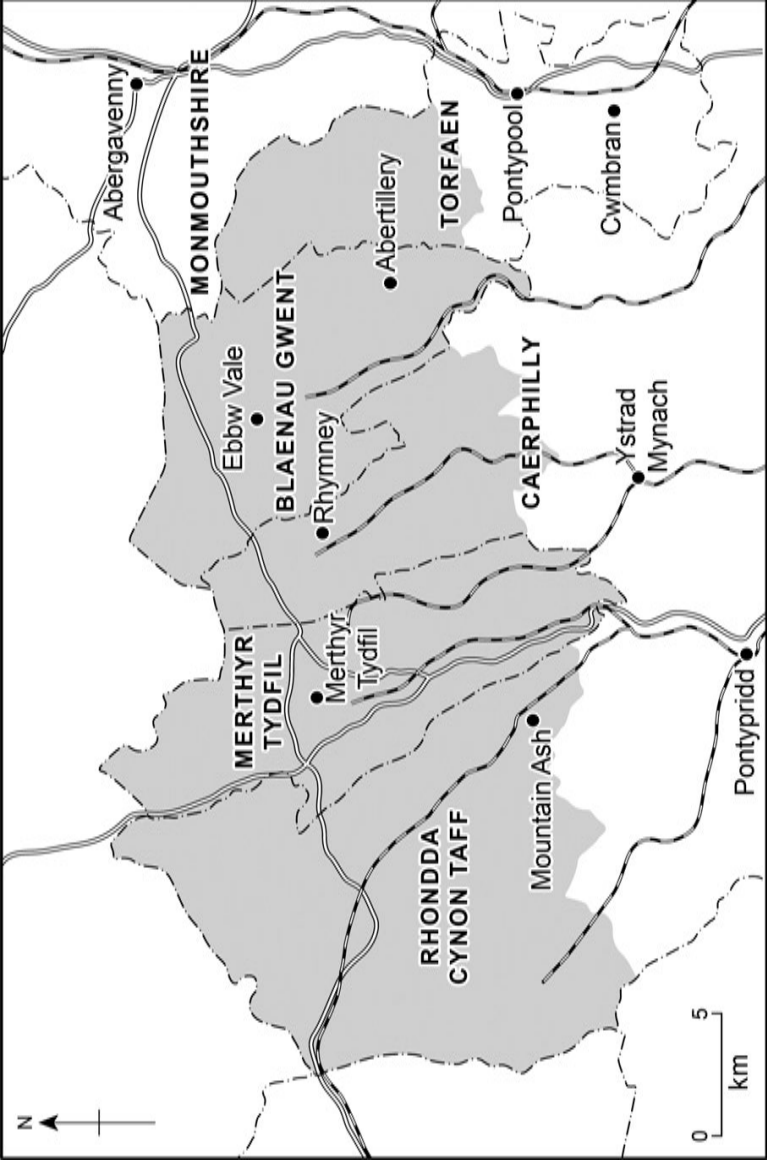 N
Abergavenny
MONMOUTHSHIRE
Ebbw Vale
BLAENAU GWENT
MERTHYR
TYDFIL
Rhymney
Merthyr
Tydfil
Abertillery
TORFAEN
RHONDDA
CYNON TAFF
CAERPHILLY
Pontypool
Mountain Ash
Cwmbran
Ystrad
Mynach
Pontypridd
0 5
km